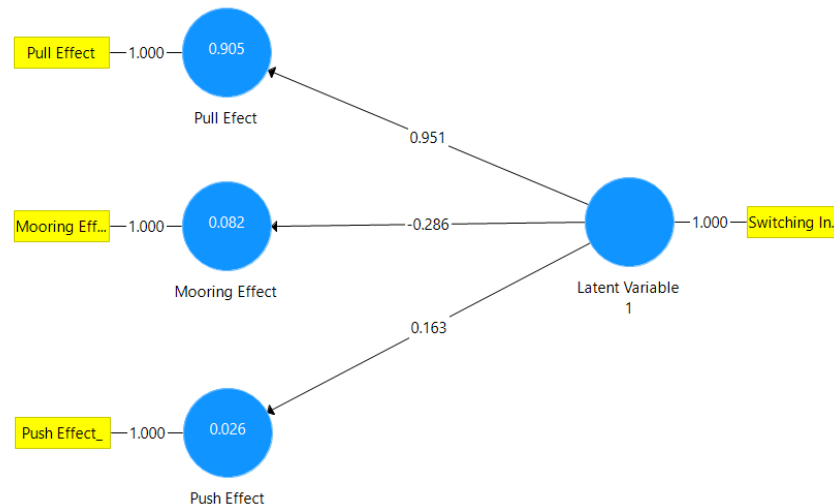 Pull Effect
1.000
0.905
Pull Efect
0.951
Mooring Eff...
1.000
0.082
Mooring Effect
-0.286
1.000
Switching In.
Latent Variable
1
0.163
Push Effect_
1.000
0.026
Push Effect